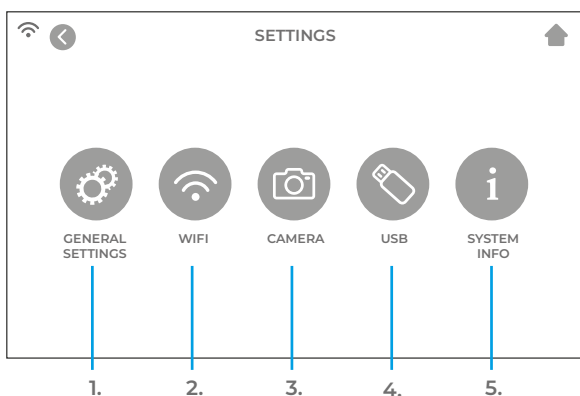 SETTINGS
GENERAL
SETTINGS
WIFI
CAMERA
USB
SYSTEM
INFO
1.
2.
3.
4.
5.